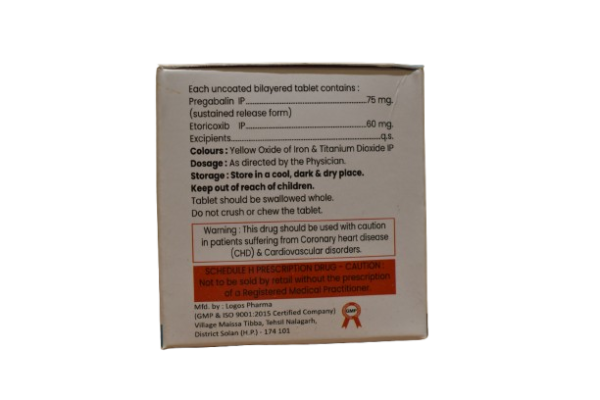 Each uncoated bilayered tablet contains :
Pregabalin IP..............................................75 mg.
(sustained release form)
Etoricoxib IP..............................................60 mg.
Excipients......................................................q.s.
Colours : Yellow Oxide of Iron & Titanium Dioxide IP
Dosage : As directed by the Physician.
Storage : Store in a cool, dark & dry place.
Keep out of reach of children.
Tablet should be swallowed whole.
Do not crush or chew the tablet.
Warning : This drug should be used with caution
in patients suffering from Coronary heart disease
(CHD) & Cardiovascular disorders.
SCHEDULE H PRESCRIPTION DRUG - CAUTION :
Not to be sold by retail without the prescription
of a Registered Medical Practitioner.
Mfd. by : Logos Pharma
(GMP & ISO 9001:2015 Certified Company)
Village Maissa Tibba, Tehsil Nalagarh,
District Solan (H.P.) - 174 101
GMP